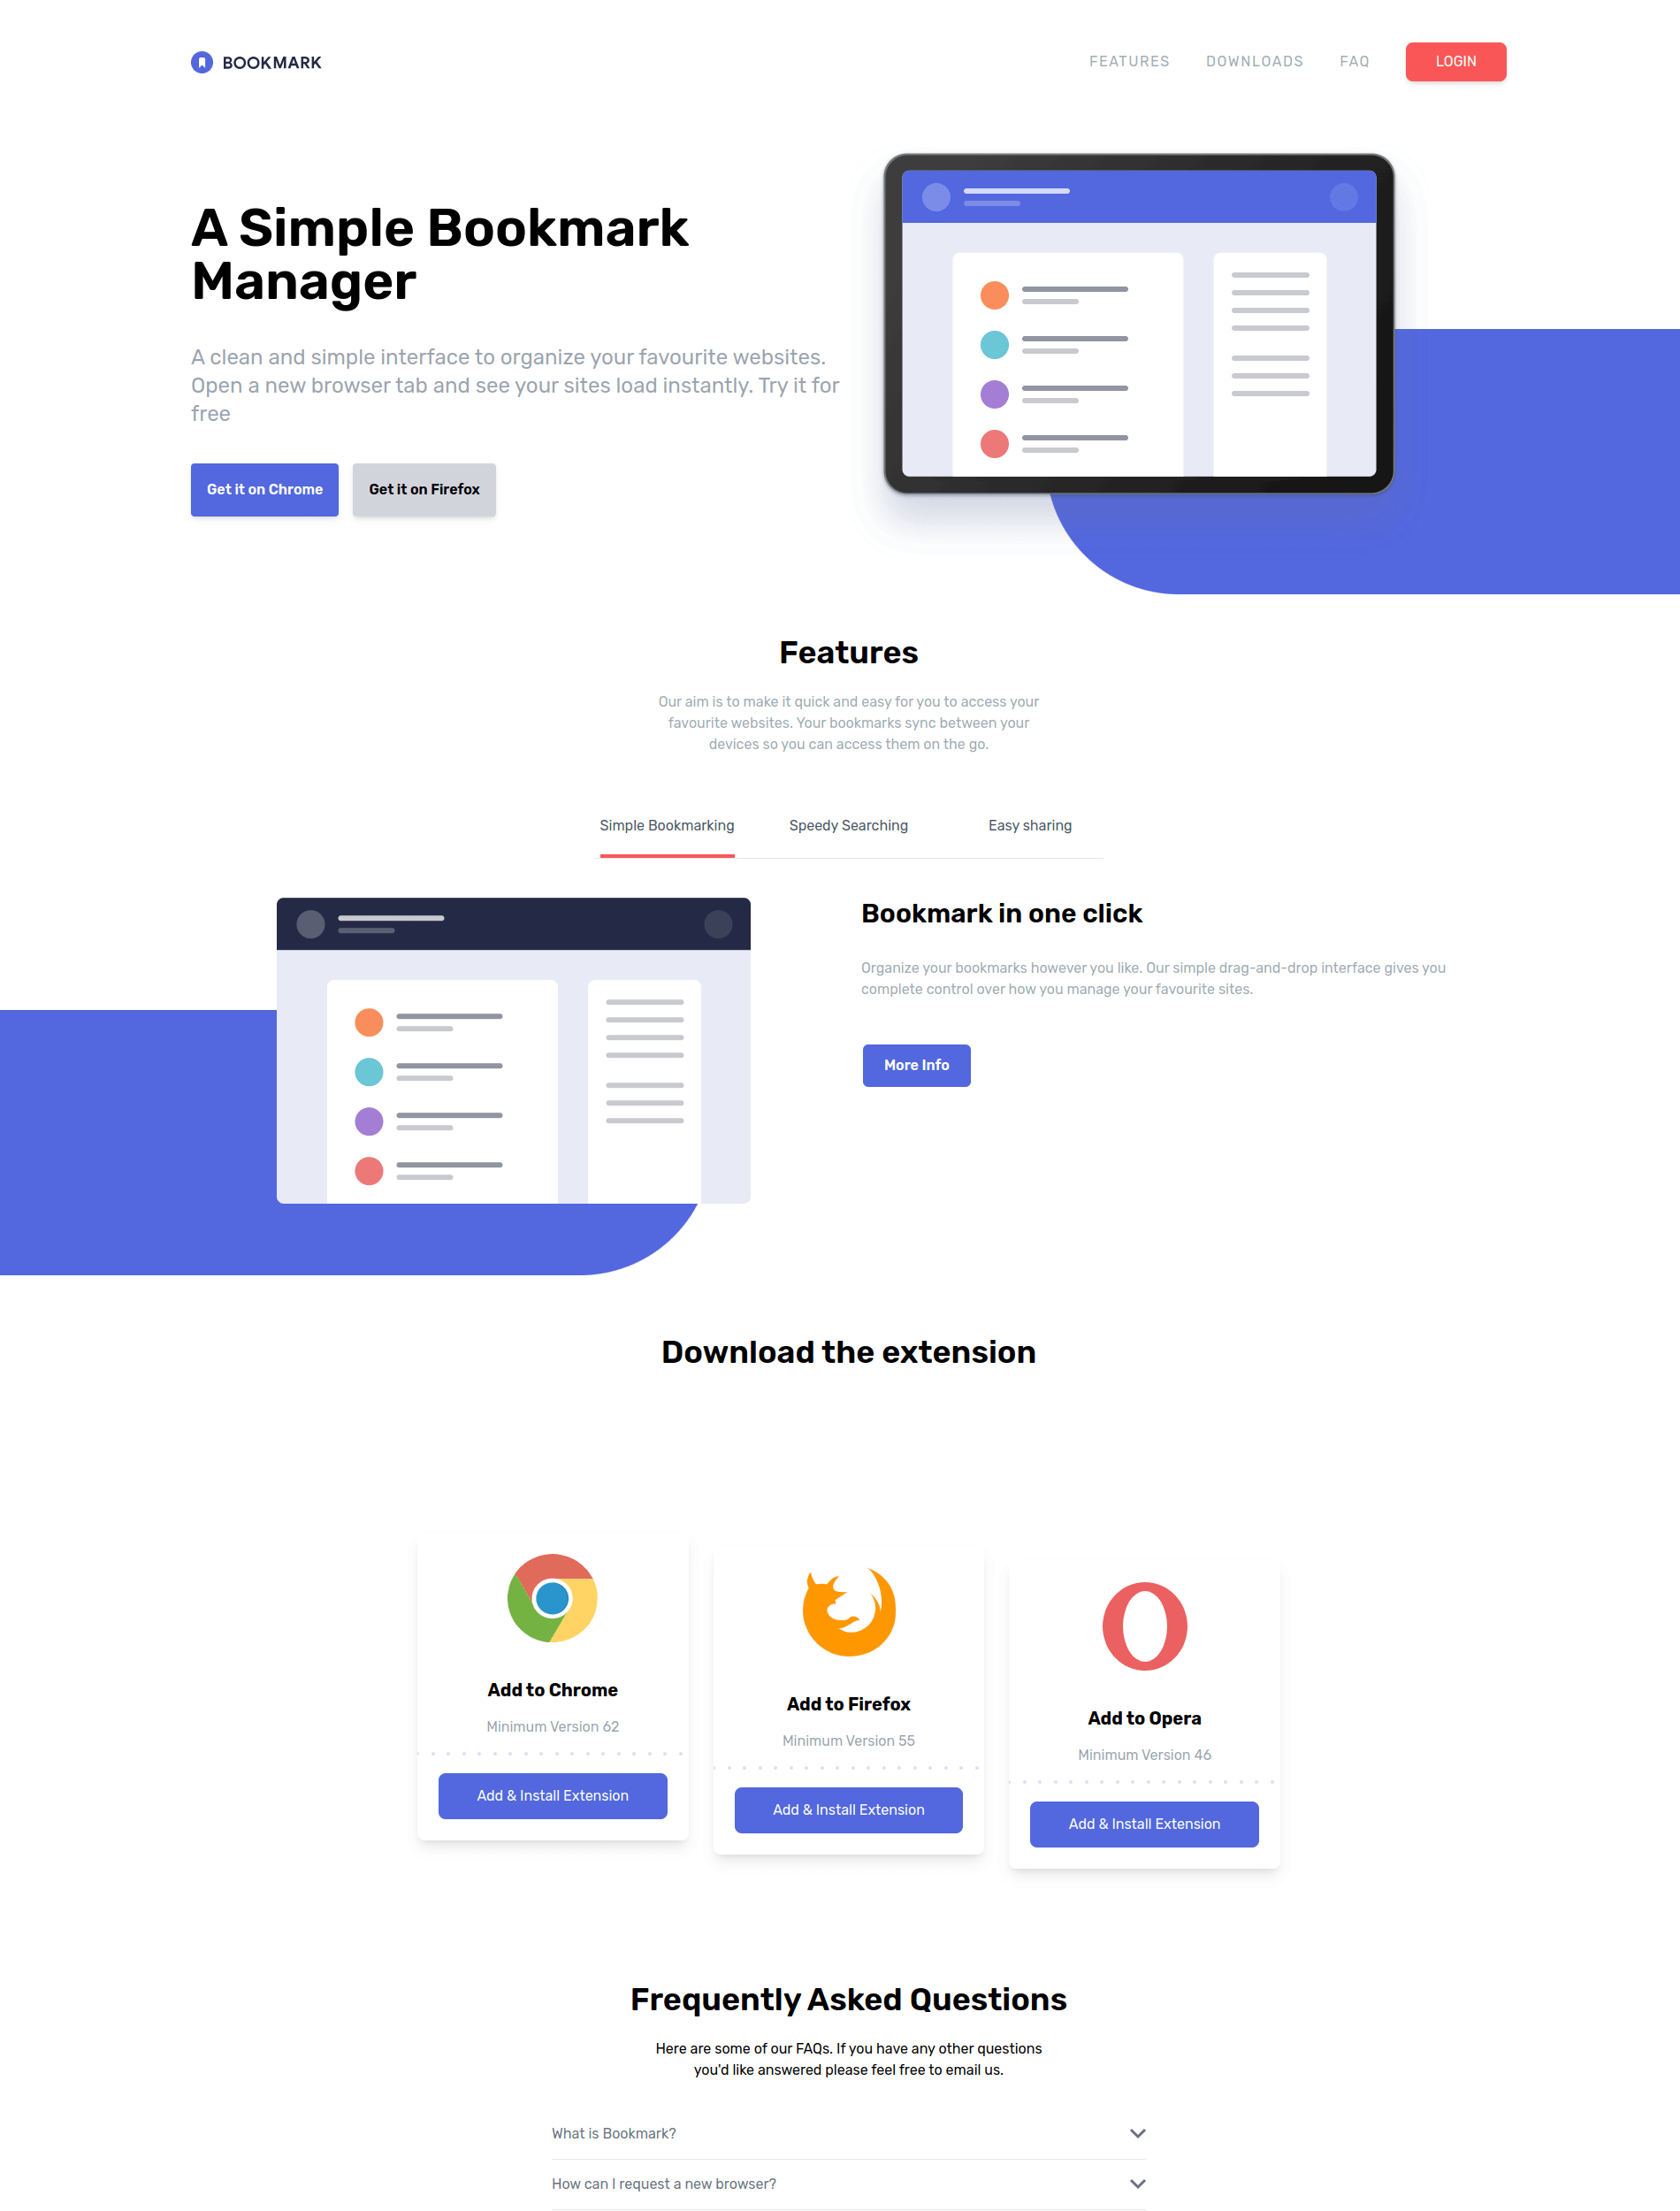 BOOKMARK
FEATURES
DOWNLOADS
FAQ
LOGIN
A Simple Bookmark
Manager
A clean and simple interface to organize your favourite websites.
Open a new browser tab and see your sites load instantly. Try it for
free
Get it on Chrome
Get it on Firefox
Features
Our aim is to make it quick and easy for you to access your
favourite websites. Your bookmarks sync between your
devices so you can access them on the go.
Simple Bookmarking
Speedy Searching
Easy sharing
Bookmark in one click
Organize your bookmarks however you like. Our simple drag-and-drop interface gives you
complete control over how you manage your favourite sites.
More Info
Download the extension
Add to Chrome
Minimum Version 62
Add & Install Extension
Add to Firefox
Minimum Version 55
Add & Install Extension
Add to Opera
Minimum Version 46
Add & Install Extension
Frequently Asked Questions
Here are some of our FAQs. If you have any other questions
you'd like answered please feel free to email us.
What is Bookmark?
How can I request a new browser?